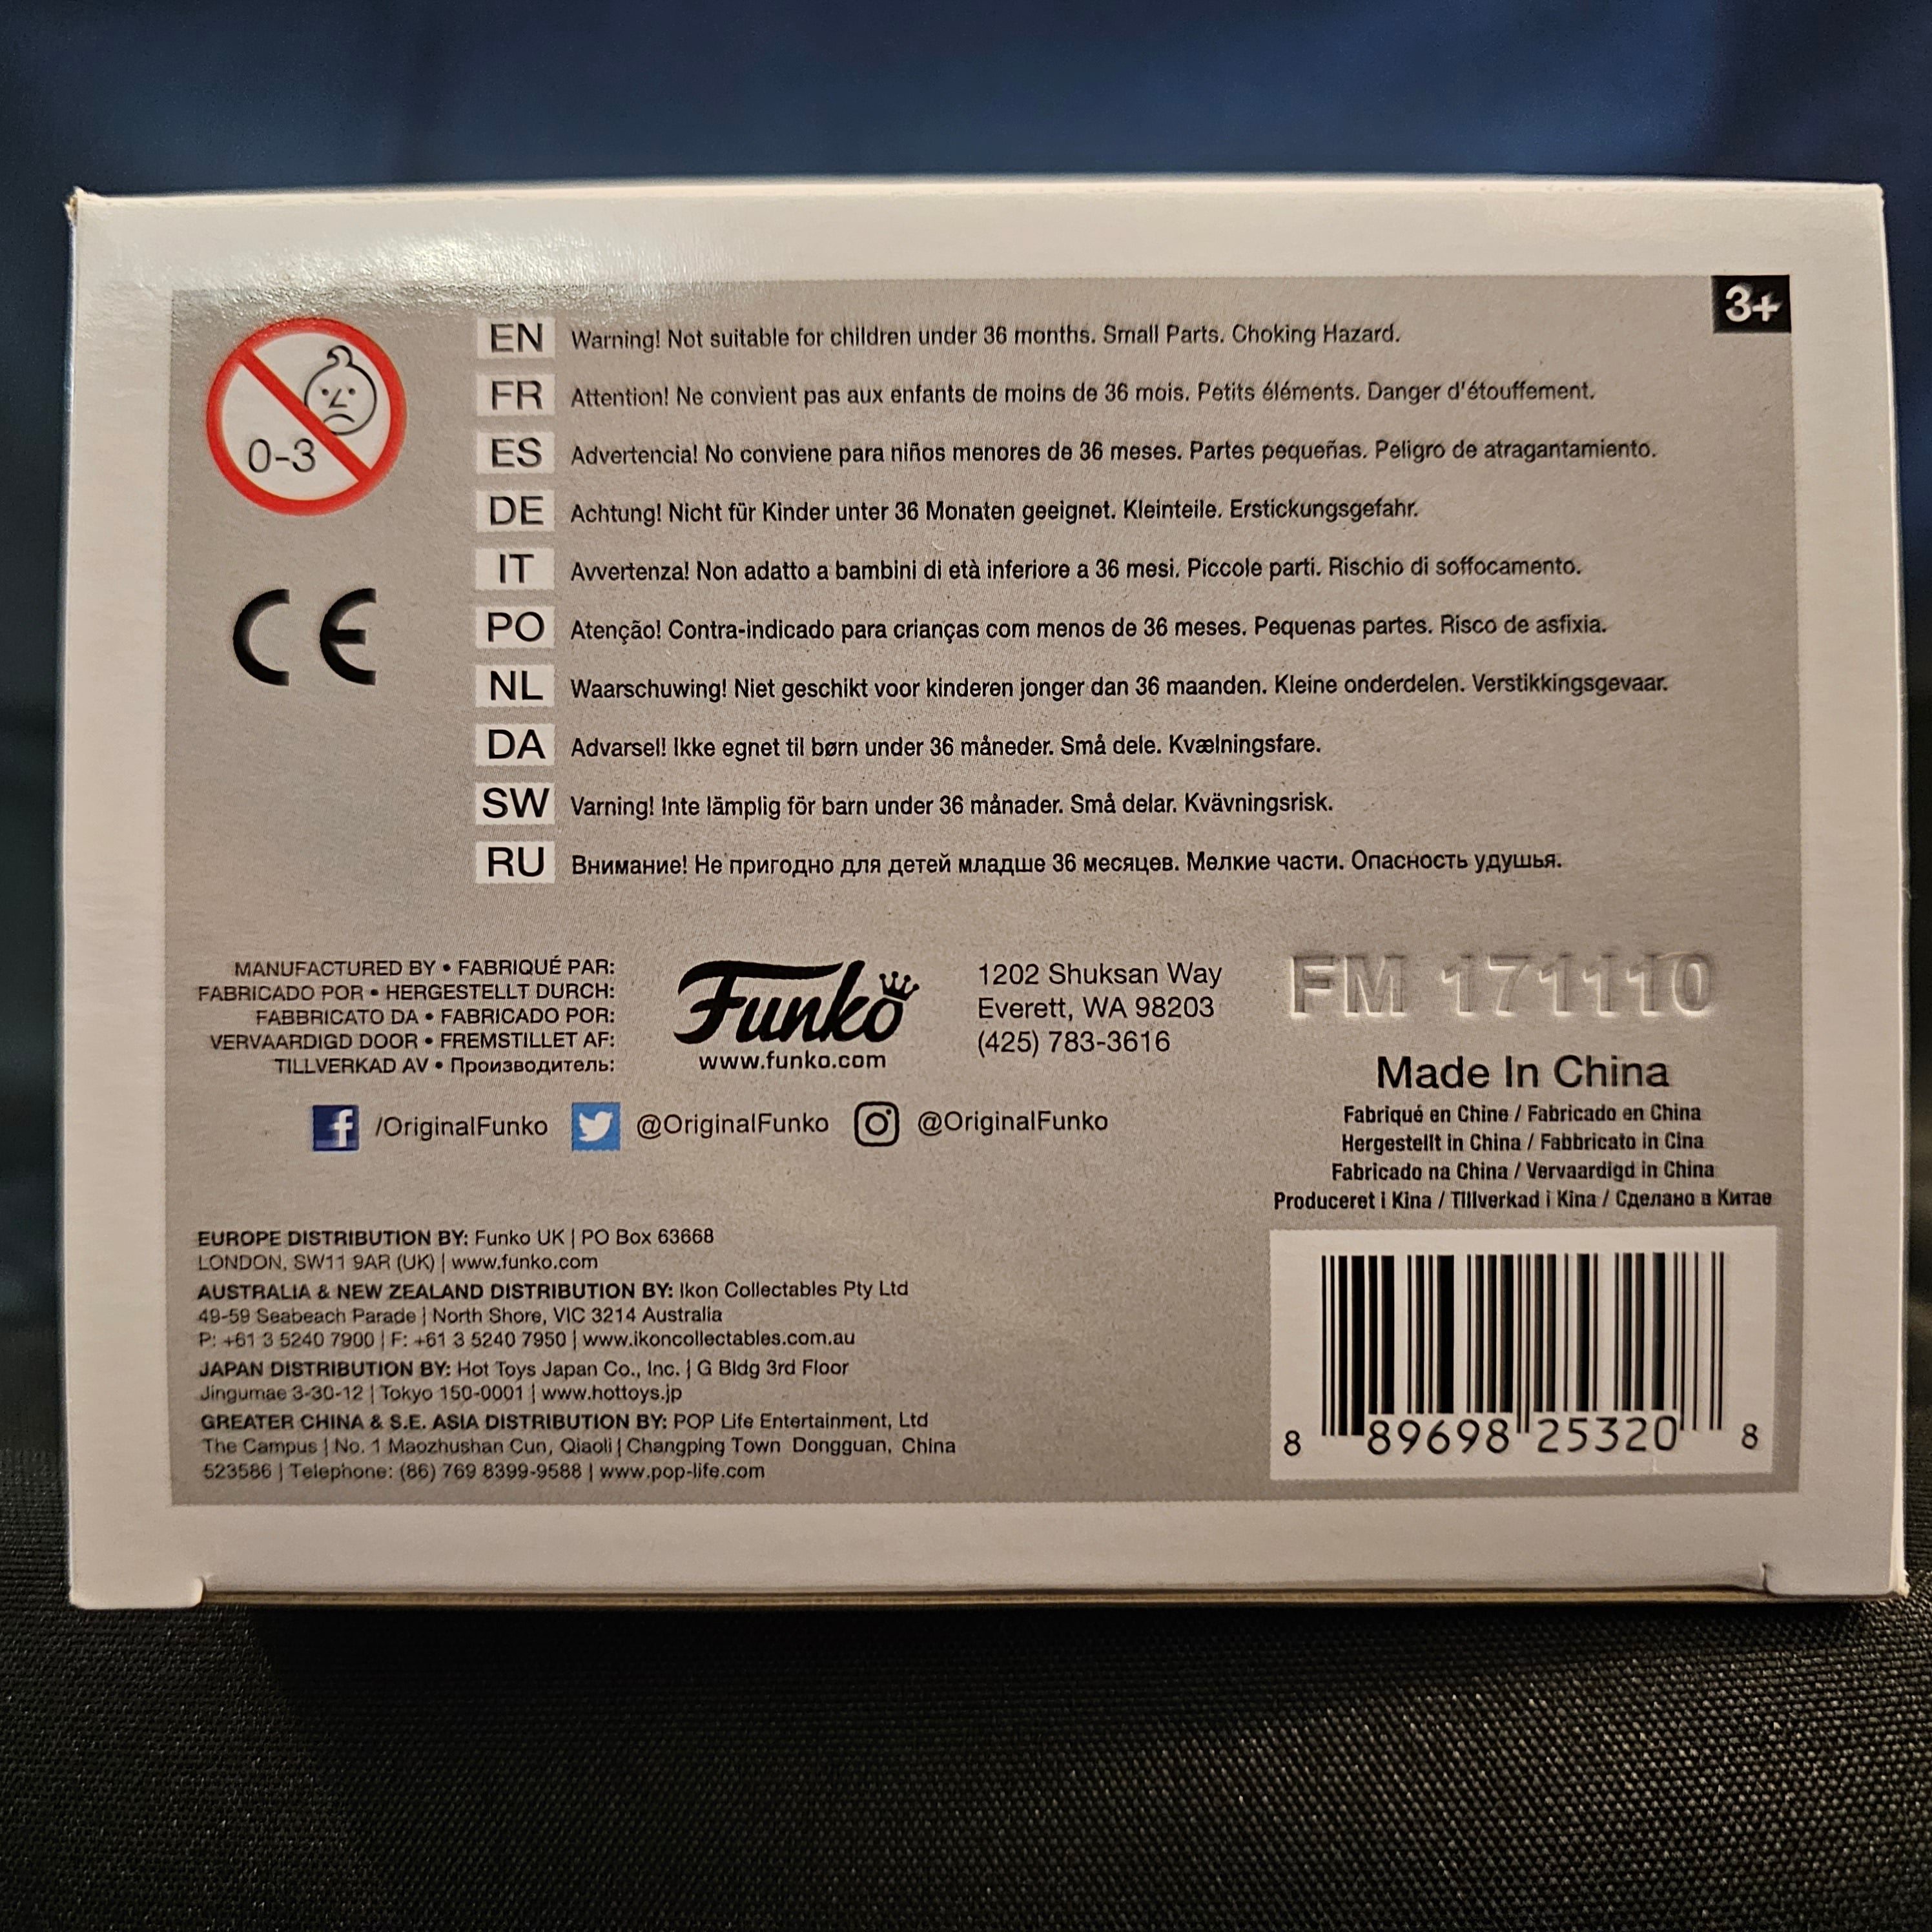 3+
0-3
EN Warning! Not suitable for children under 36 months. Small Parts. Choking Hazard.
FR Attention! Ne convient pas aux enfants de moins de 36 mois. Petits éléments. Danger d'étouffement.
ES Advertencia! No conviene para niños menores de 36 meses. Partes pequeñas. Peligro de atragantamiento.
DE Achtung! Nicht für Kinder unter 36 Monaten geeignet. Kleinteile. Erstickungsgefahr.
IT Avvertenza! Non adatto a bambini di età inferiore a 36 mesi. Piccole parti. Rischio di soffocamento.
PO Atenção! Contra-indicado para crianças com menos de 36 meses. Pequenas partes. Risco de asfixia.
NL Waarschuwing! Niet geschikt voor kinderen jonger dan 36 maanden. Kleine onderdelen. Verstikkingsgevaar.
DA Advarsel! Ikke egnet til børn under 36 måneder. Små dele. Kvælningsfare.
SW Varning! Inte lämplig för barn under 36 månader. Små delar. Kvävningsrisk.
RU Внимание! Не пригодно для детей младше 36 месяцев. Мелкие части. Опасность удушья.
CE
MANUFACTURED BY • FABRIQUÉ PAR:
FABRICADO POR • HERGESTELLT DURCH:
FABBRICATO DA • FABRICADO POR:
VERVAARDIGD DOOR • FREMSTILLET AF:
TILLVERKAD AV • Производитель:
Funko
www.funko.com
1202 Shuksan Way
Everett, WA 98203
(425) 783-3616
FM 171110
Made In China
Fabriqué en Chine / Fabricado en China
Hergestellt in China / Fabbricato in Cina
Fabricado na China / Vervaardigd in China
Produceret i Kina / Tillverkad i Kina / Сделано в Китае
f /OriginalFunko @OriginalFunko @OriginalFunko
EUROPE DISTRIBUTION BY: Funko UK | PO Box 63668
LONDON, SW11 9AR (UK) | www.funko.com
AUSTRALIA & NEW ZEALAND DISTRIBUTION BY: Ikon Collectables Pty Ltd
49-59 Seabeach Parade | North Shore, VIC 3214 Australia
P: +61 3 5240 7900 | F: +61 3 5240 7950 | www.ikoncollectables.com.au
JAPAN DISTRIBUTION BY: Hot Toys Japan Co., Inc. | G Bldg 3rd Floor
Jingumae 3-30-12 | Tokyo 150-0001 | www.hottoys.jp
GREATER CHINA & S.E. ASIA DISTRIBUTION BY: POP Life Entertainment, Ltd
The Campus | No. 1 Maozhushan Cun, Qiaoli | Changping Town Dongguan, China
523586 | Telephone: (86) 769 8399-9588 | www.pop-life.com
8 89698 25320 8